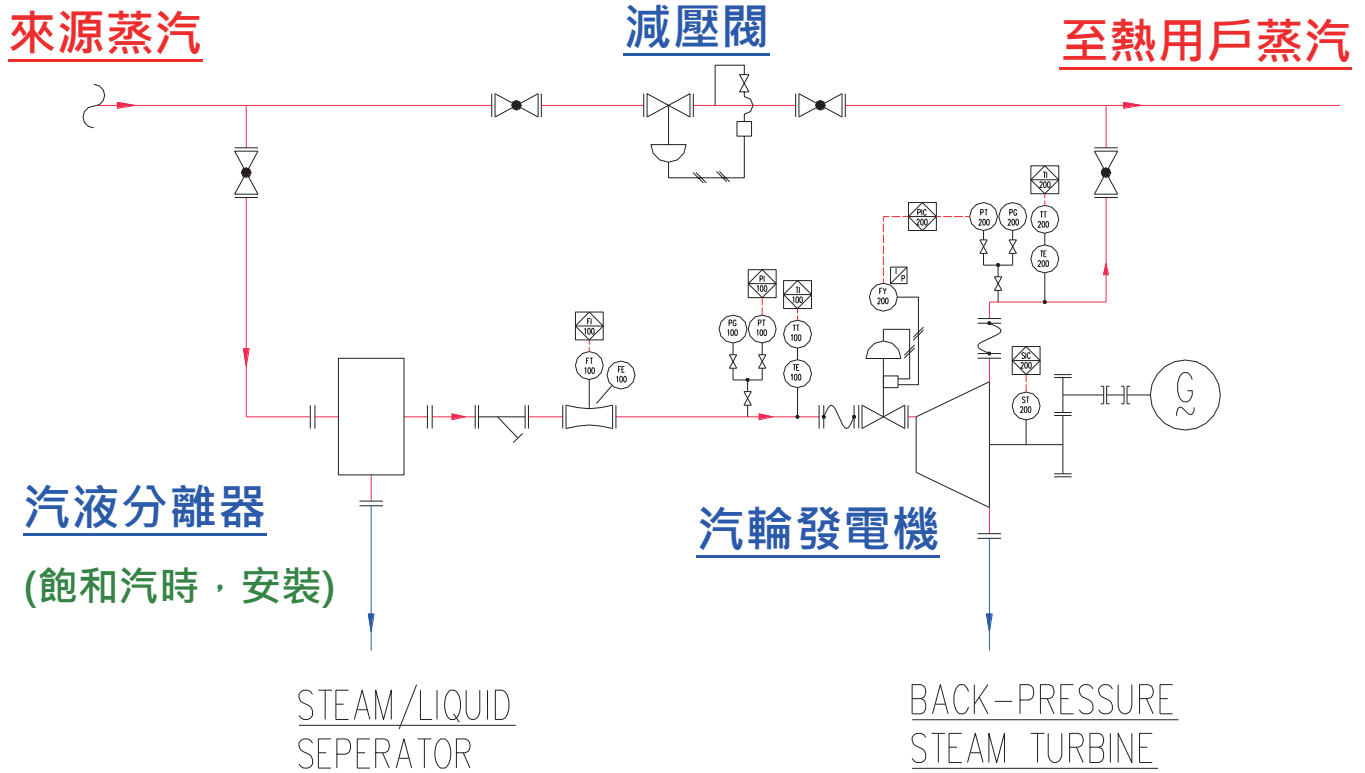 來源蒸汽
減壓閥
至熱用戶蒸汽
TI
200
PIC
200
PT
200
PG
200
TT
200
TE
200
I
P
FY
200
PI
100
TI
100
FI
100
PG
100
PT
100
TT
100
TE
100
FT
100
FE
100
SIC
200
ST
200
G
~
汽液分離器
(飽和汽時,安裝)
汽輪發電機
STEAM/LIQUID
SEPERATOR
BACK-PRESSURE
STEAM TURBINE